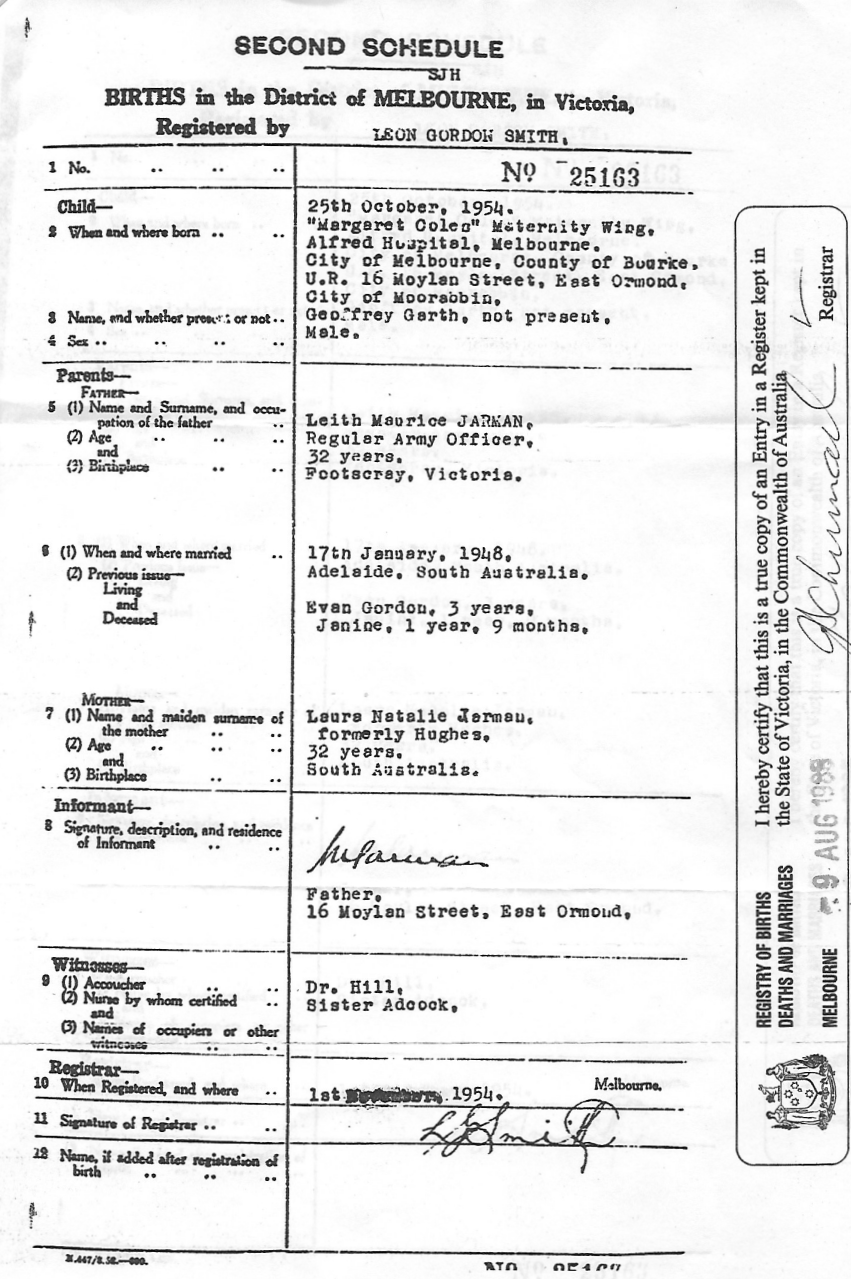 SECOND SCHEDULE
SJH
BIRTHS in the District of MELBOURNE, in Victoria,
Registered by LEON GORDON SMITH,
1 No. .. .. .. No 25163
Child—
2 When and where born .. ..
25th October, 1954.
"Margaret Coles" Maternity Wing,
Alfred Hospital, Melbourne.
City of Melbourne, County of Bourke.
U.R. 16 Moylan Street, East Ormond,
City of Moorabbin,
3 Name, and whether present or not .. Geoffrey Garth, not present,
4 Sex .. .. .. .. Male.
Parents—
FATHER—
5 (1) Name and Surname, and occu-
pation of the father ..
(2) Age .. .. ..
and
(3) Birthplace .. ..
Leith Maurice JARMAN,
Regular Army Officer,
32 years,
Footscray, Victoria.
6 (1) When and where married .. 17th January, 1948,
(2) Previous issue— Adelaide, South Australia.
Living
and
Deceased
Evan Gordon, 3 years,
Janine, 1 year, 9 months,
MOTHER—
7 (1) Name and maiden surname of
the mother .. ..
(2) Age .. .. ..
and
(3) Birthplace .. ..
Laura Natalie Jarman,
formerly Hughes,
32 years,
South Australia.
Informant—
8 Signature, description, and residence
of Informant .. ..
Father,
16 Moylan Street, East Ormond,
Witnesses—
9 (1) Accoucher .. ..
(2) Nurse by whom certified ..
and
(3) Names of occupiers or other
witnesses .. ..
Dr. Hill,
Sister Adcock,
Registrar—
10 When Registered, and where .. 1st 1954. Melbourne.
11 Signature of Registrar .. .. L G Smith
12 Name, if added after registration of
birth .. .. ..
N.447/8.58.—600.
I hereby certify that this is a true copy of an Entry in a Register kept in
the State of Victoria, in the Commonwealth of Australia
Registrar
REGISTRY OF BIRTHS
DEATHS AND MARRIAGES
MELBOURNE -9 AUG